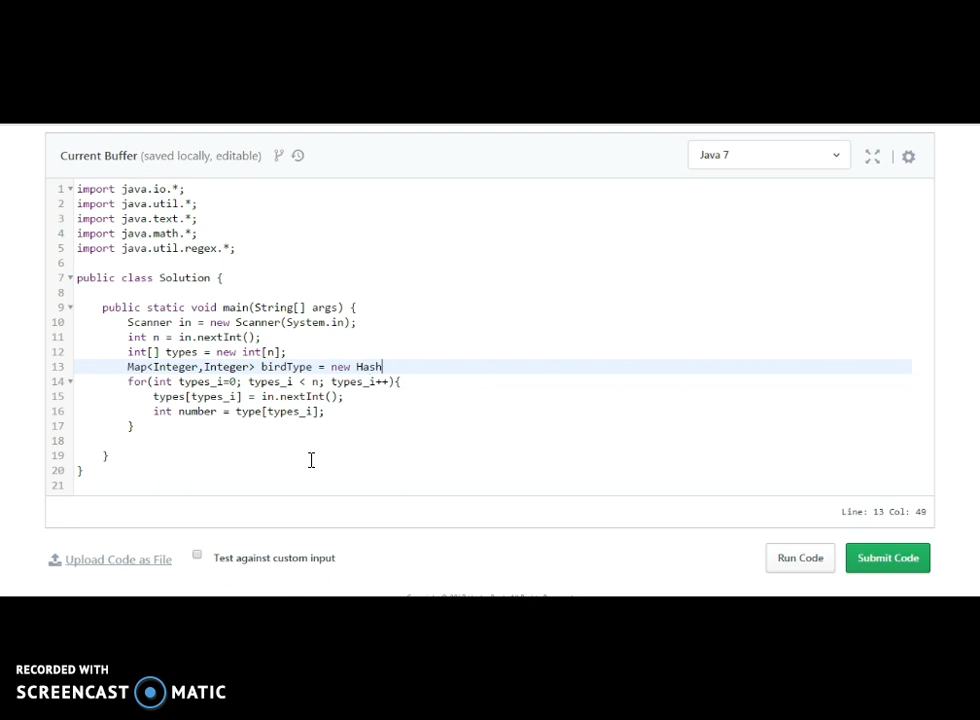 Current Buffer (saved locally, editable)
Java 7
1 import java.io.*;
2 import java.util.*;
3 import java.text.*;
4 import java.math.*;
5 import java.util.regex.*;
6
7 public class Solution {
8
9 public static void main(String[] args) {
10 Scanner in = new Scanner(System.in);
11 int n = in.nextInt();
12 int[] types = new int[n];
13 Map<Integer,Integer> birdType = new Hash
14 for(int types_i=0; types_i < n; types_i++){
15 types[types_i] = in.nextInt();
16 int number = type[types_i];
17 }
18
19 }
20 }
21
Line: 13 Col: 49
Upload Code as File
Test against custom input
Run Code
Submit Code
RECORDED WITH
SCREENCAST MATIC